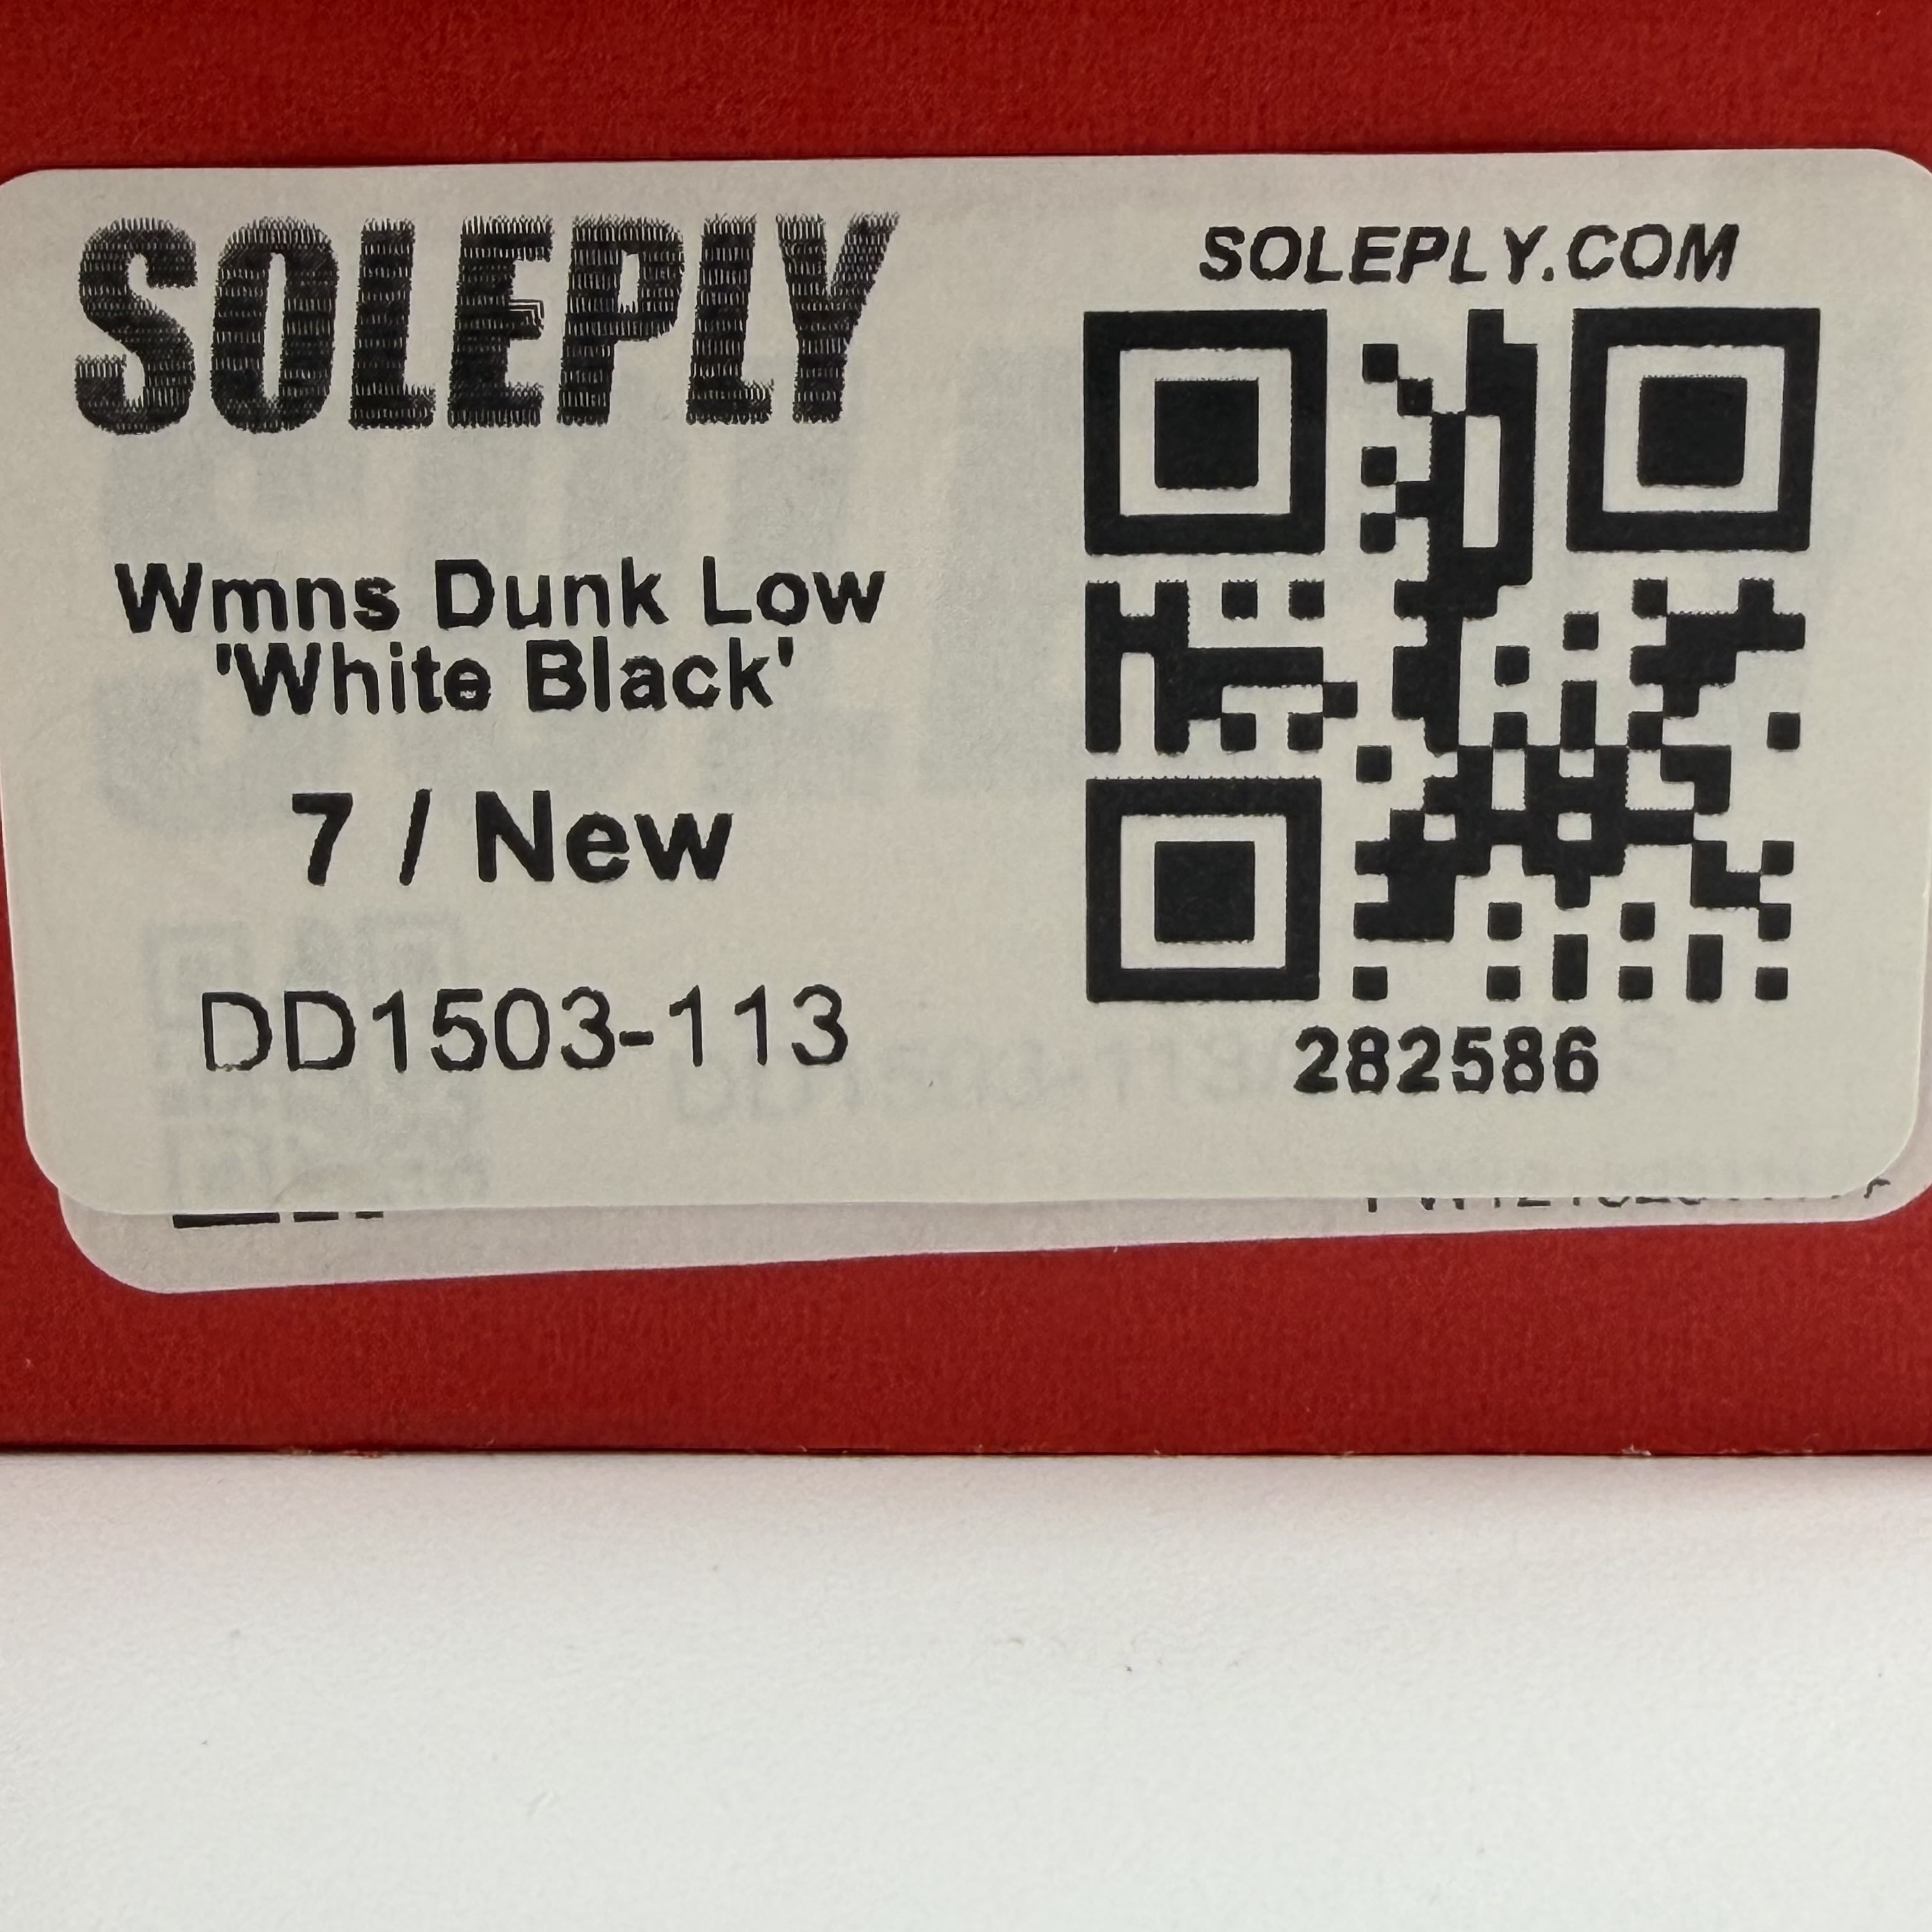 SOLEPLY
SOLEPLY.COM
Wmns Dunk Low
'White Black'
7 / New
DD1503-113
282586